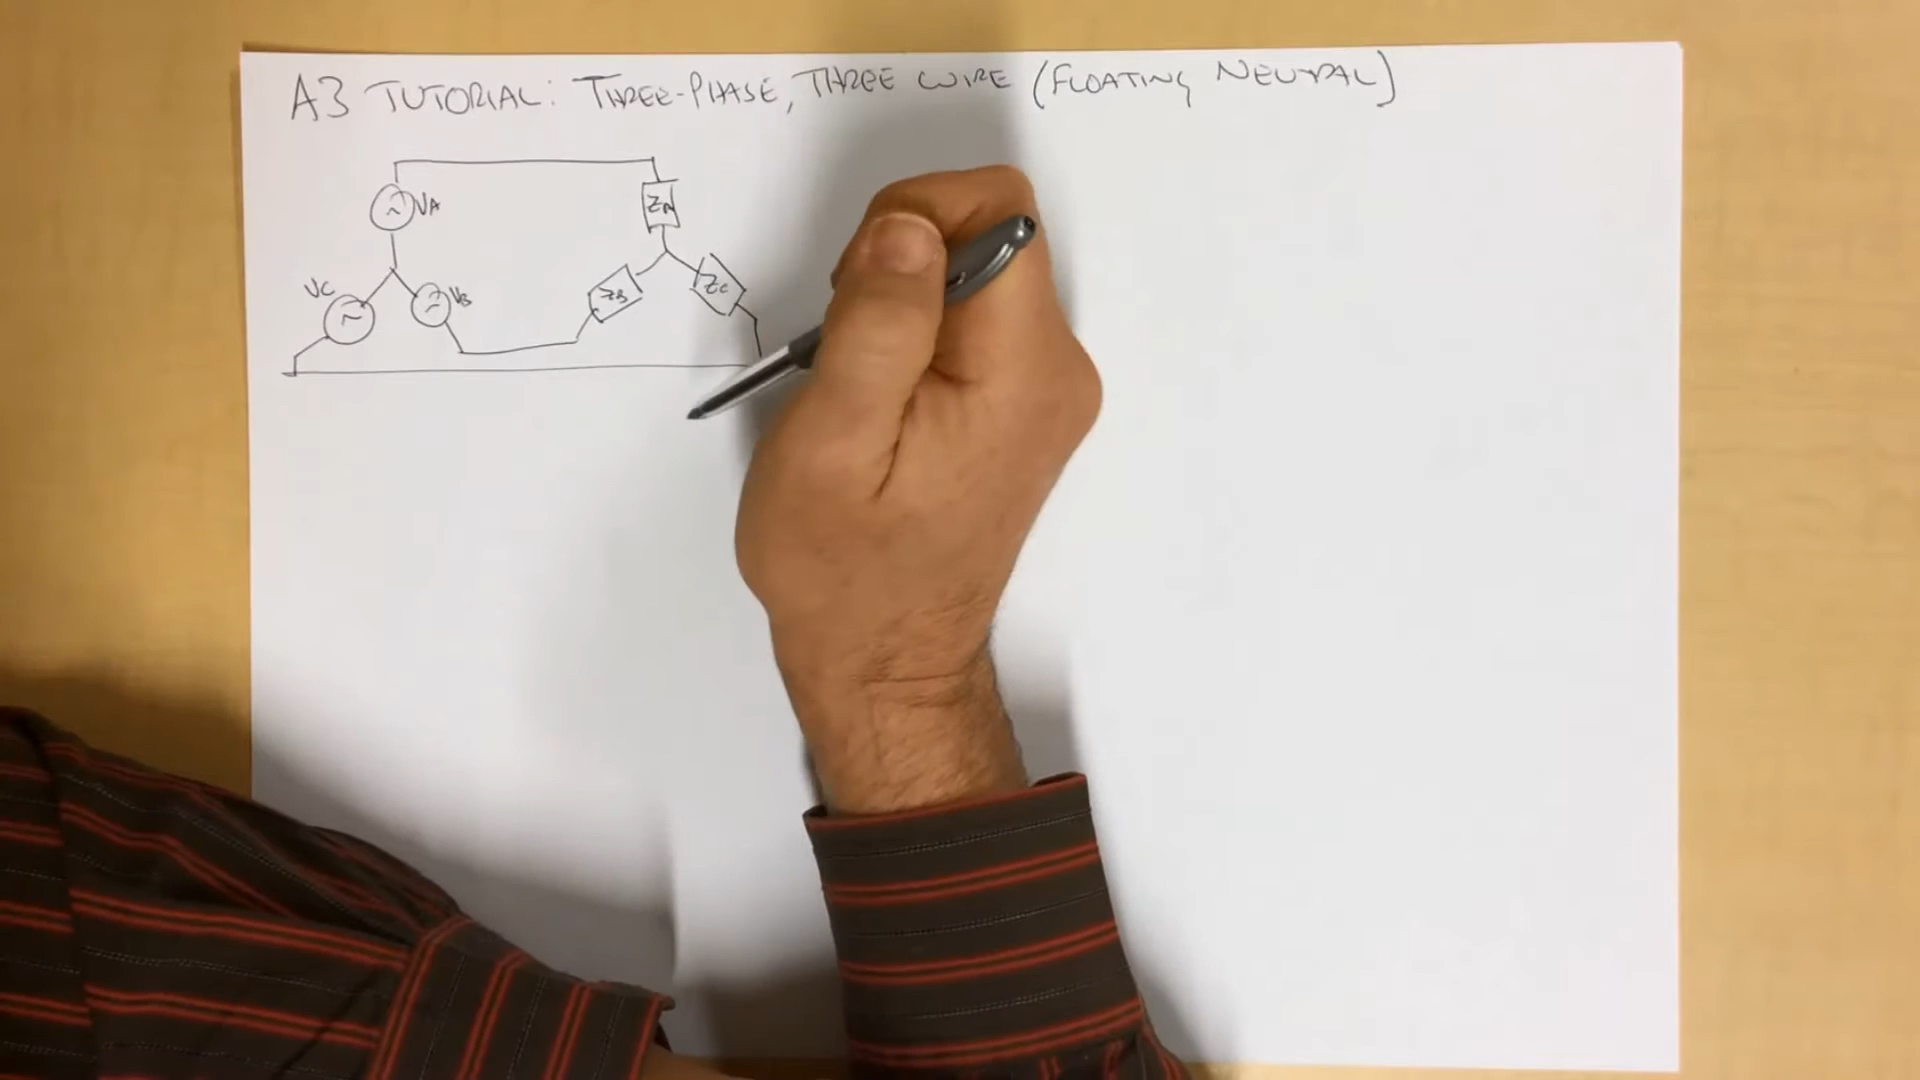 A3 TUTORIAL: THREE-PHASE, THREE WIRE (FLOATING NEUTRAL)
VA
ZA
VC
VB
ZB
ZC